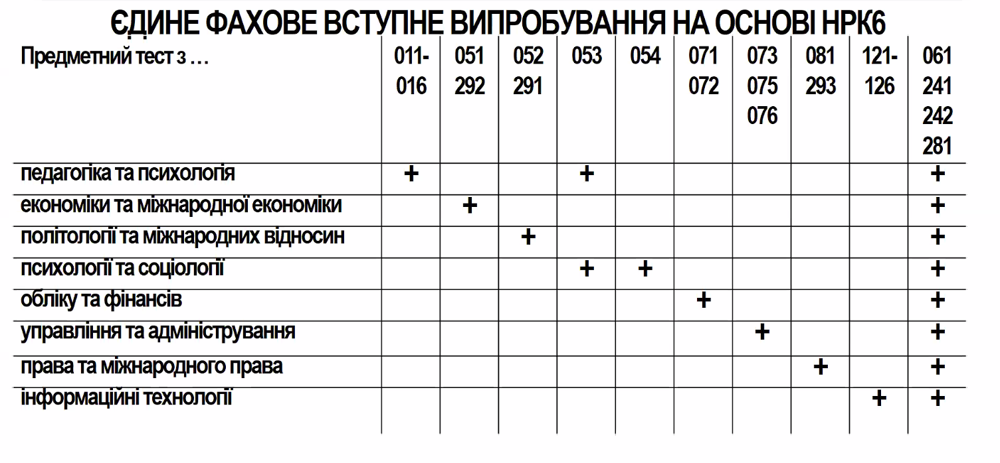 ЄДИНЕ ФАХОВЕ ВСТУПНЕ ВИПРОБУВАННЯ НА ОСНОВІ НРК6
Предметний тест з … 011- 051 052 053 054 071 073 081 121- 061
016 292 291 072 075 293 126 241
076 242
281
педагогіка та психологія + + +
економіки та міжнародної економіки + +
політології та міжнародних відносин + +
психології та соціології + + +
обліку та фінансів + +
управління та адміністрування + +
права та міжнародного права + +
інформаційні технології + +